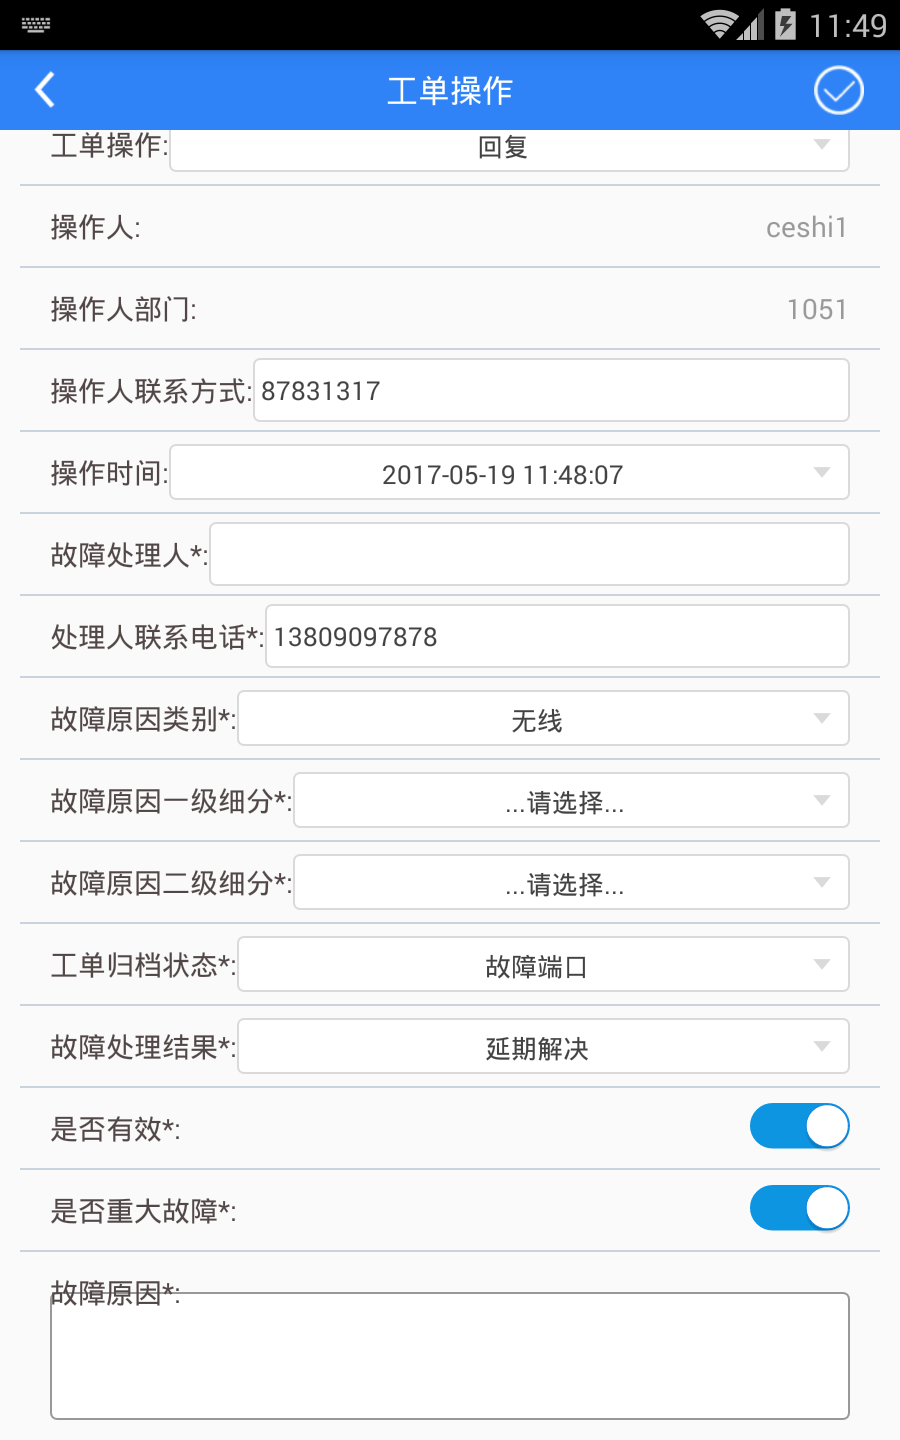 11:49
工单操作
工单操作: 回复
操作人: ceshi1
操作人部门: 1051
操作人联系方式: 87831317
操作时间: 2017-05-19 11:48:07
故障处理人*:
处理人联系电话*: 13809097878
故障原因类别*: 无线
故障原因一级细分*: ...请选择...
故障原因二级细分*: ...请选择...
工单归档状态*: 故障端口
故障处理结果*: 延期解决
是否有效*:
是否重大故障*:
故障原因*: